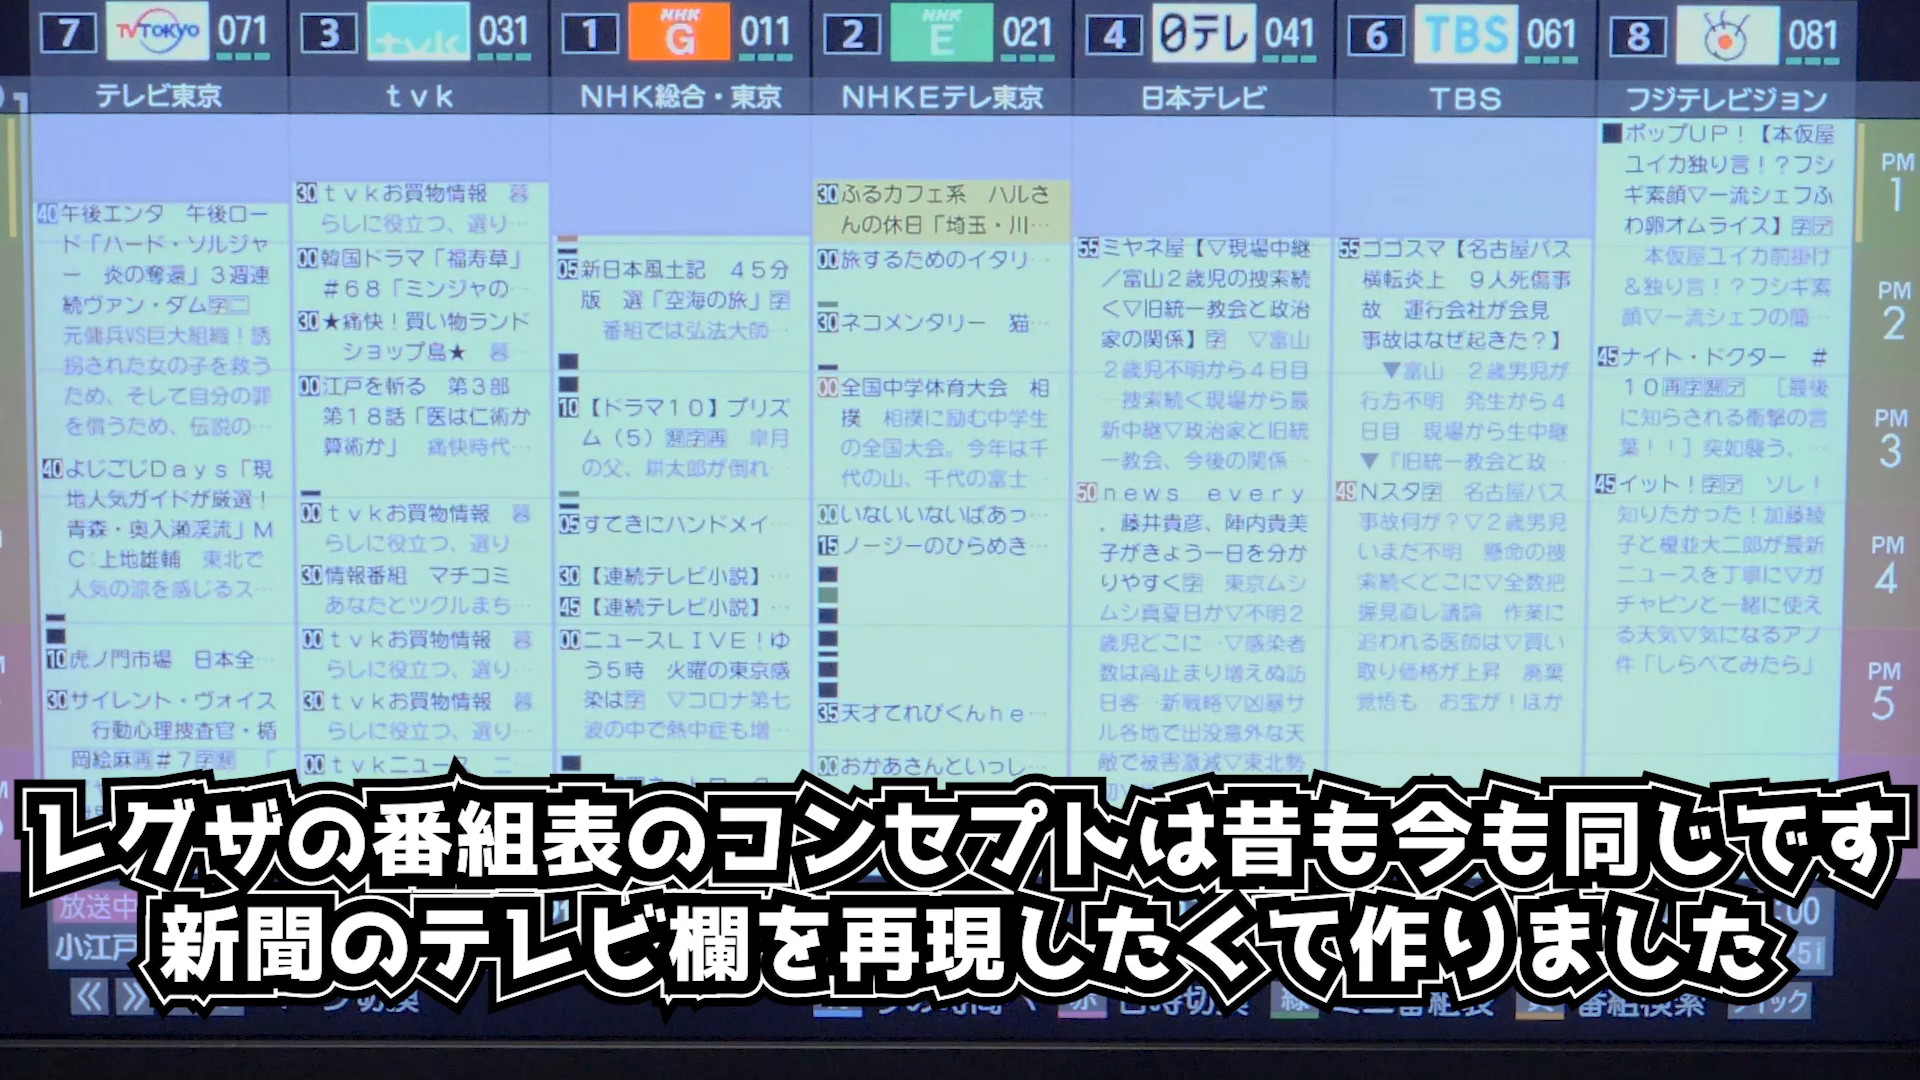 7 TV TOKYO 071
テレビ東京
40午後エンタ 午後ロー
ド「ハード・ソルジャ
ー 炎の奪還」3週連
続ヴァン・ダム字二
元傭兵VS巨大組織！誘
拐された女の子を救う
ため、そして自分の罪
を償うため、伝説の…
40よじごじDays「現
地人気ガイドが厳選！
青森・奥入瀬渓流」M
C：上地雄輔 東北で
人気の涼を感じるス…
10虎ノ門市場 日本全…
30サイレント・ヴォイス
行動心理捜査官・楯
岡絵麻再＃7字
3 tvk 031
tvk
30tvkお買物情報 暮
らしに役立つ、選り…
00韓国ドラマ「福寿草」
＃68「ミンジャの…
30★痛快！買い物ランド
ショップ島★ 暮…
00江戸を斬る 第3部
第18話「医は仁術か
算術か」 痛快時代…
00tvkお買物情報 暮
らしに役立つ、選り…
30情報番組 マチコミ
あなたとツクルまち…
00tvkお買物情報 暮
らしに役立つ、選り…
30tvkお買物情報 暮
らしに役立つ、選り…
00tvkニュース ニ…
1 NHK G 011
NHK総合・東京
05新日本風土記 45分
版 選「空海の旅」字
番組では弘法大師…
10【ドラマ10】プリズ
ム（5）解字再 皐月
の父、耕太郎が倒れ…
05すてきにハンドメイ…
30【連続テレビ小説】…
45【連続テレビ小説】…
00ニュースLIVE！ゆ
う5時 火曜の東京感
染は字 ▽コロナ第七
波の中で熱中症も増…
2 NHK E 021
NHKEテレ東京
30ふるカフェ系 ハルさ
んの休日「埼玉・川…
00旅するためのイタリ…
30ネコメンタリー 猫…
00全国中学体育大会 相
撲 相撲に励む中学生
の全国大会。今年は千
代の山、千代の富士…
00いないいないばあっ…
15ノージーのひらめき…
35天才てれびくんhe…
00おかあさんといっし…
4 日テレ 041
日本テレビ
55ミヤネ屋【▽現場中継
／富山2歳児の捜索続
く▽旧統一教会と政治
家の関係】字 ▽富山
2歳児不明から4日目
…捜索続く現場から最
新中継▽政治家と旧統
一教会、今後の関係…
50news every
．藤井貴彦、陣内貴美
子がきょう一日を分か
りやすく字 東京ムシ
ムシ真夏日か▽不明2
歳児どこに…▽感染者
数は高止まり増えぬ訪
日客…新戦略▽凶暴サ
ル各地で出没意外な天
敵で被害激減▽東北勢
6 TBS 061
TBS
55ゴゴスマ【名古屋バス
横転炎上 9人死傷事
故 運行会社が会見
事故はなぜ起きた？】
▼富山 2歳男児が
行方不明 発生から4
日目 現場から生中継
▼「旧統一教会と政…
49Nスタ字 名古屋バス
事故何が？▽2歳男児
いまだ不明 懸命の捜
索続くどこに▽全数把
握見直し議論 作業に
追われる医師は▽買い
取り価格が上昇 廃棄
覚悟も お宝が！ほか
8 081
フジテレビジョン
ポップUP！【本仮屋
ユイカ独り言！？フシ
ギ素顔▽一流シェフふ
わ卵オムライス】字デ
本仮屋ユイカ前掛け
＆独り言！？フシギ素
顔▽一流シェフの簡…
45ナイト・ドクター ＃
10再字解デ ［最後
に知らされる衝撃の言
葉！！］突如襲う、…
45イット！字デ ソレ！
知りたかった！加藤綾
子と榎並大二郎が最新
ニュースを丁寧に▽ガ
チャピンと一緒に使え
る天気▽気になるアノ
件「しらべてみたら」
PM 1
PM 2
PM 3
PM 4
PM 5
レグザの番組表のコンセプトは昔も今も同じです
放送中
小江戸
新聞のテレビ欄を再現したくて作りました